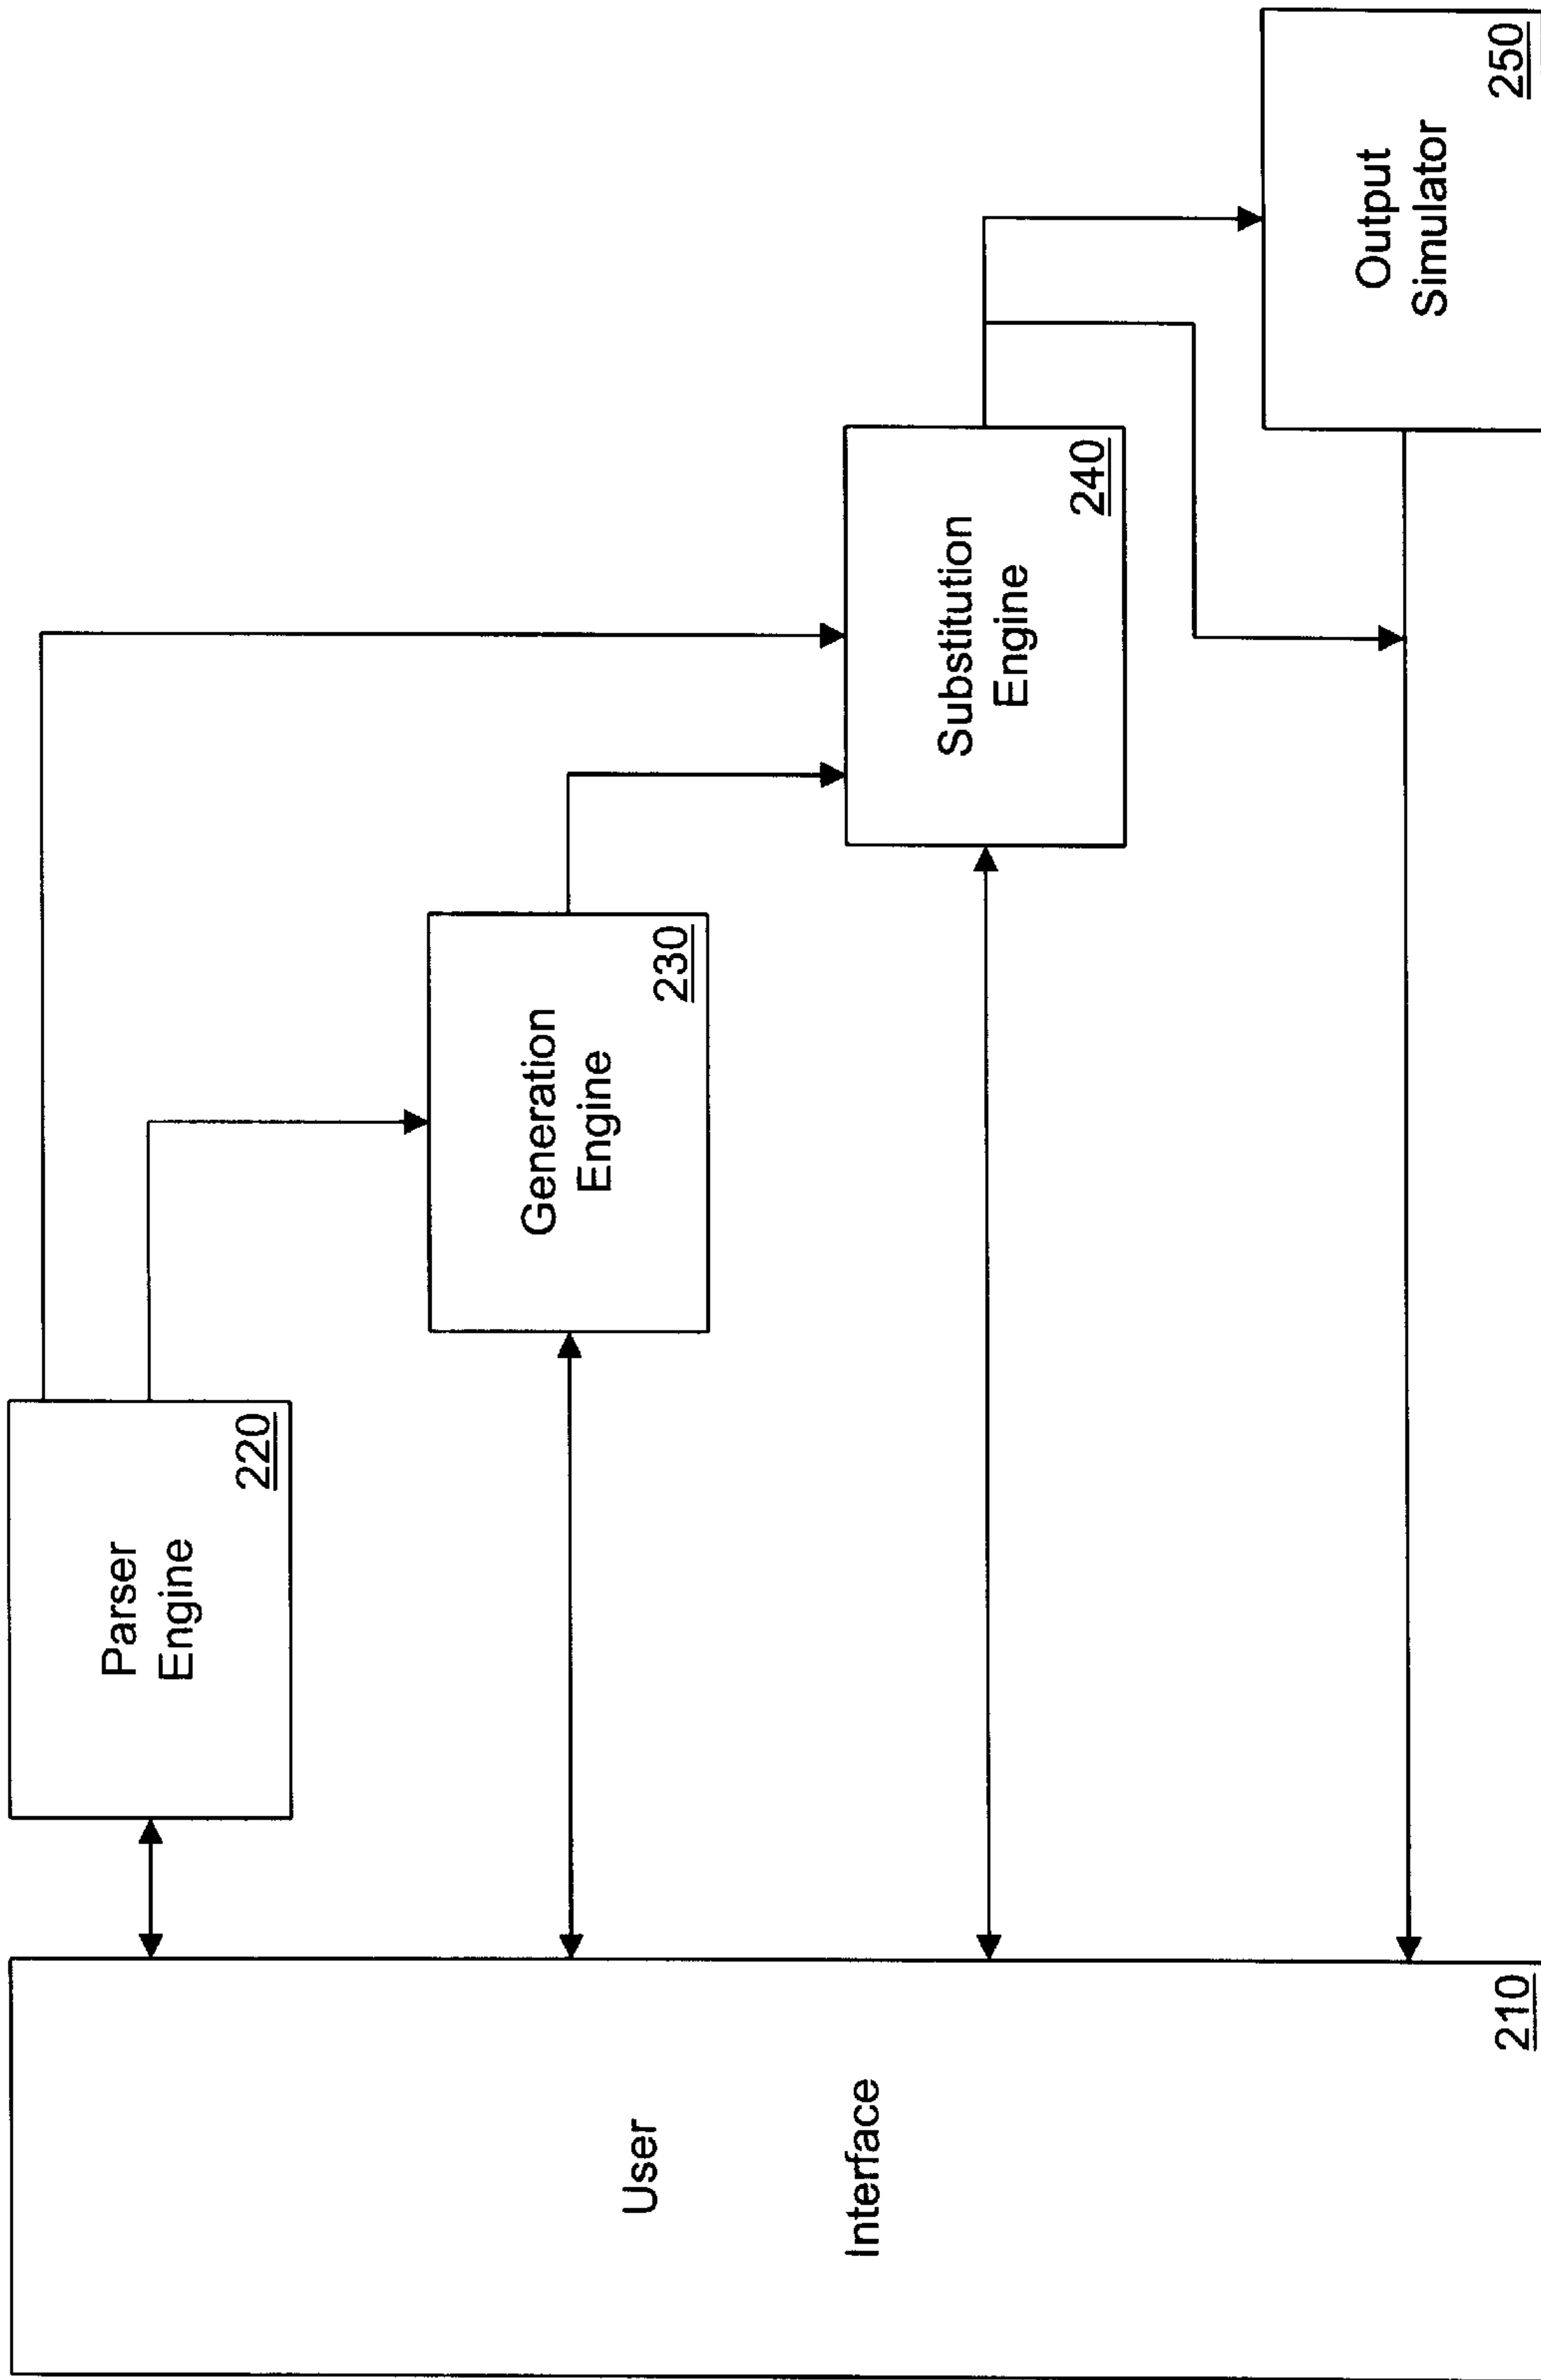 User
Interface
210
Parser
Engine
220
Generation
Engine
230
Substitution
Engine
240
Output
Simulator
250